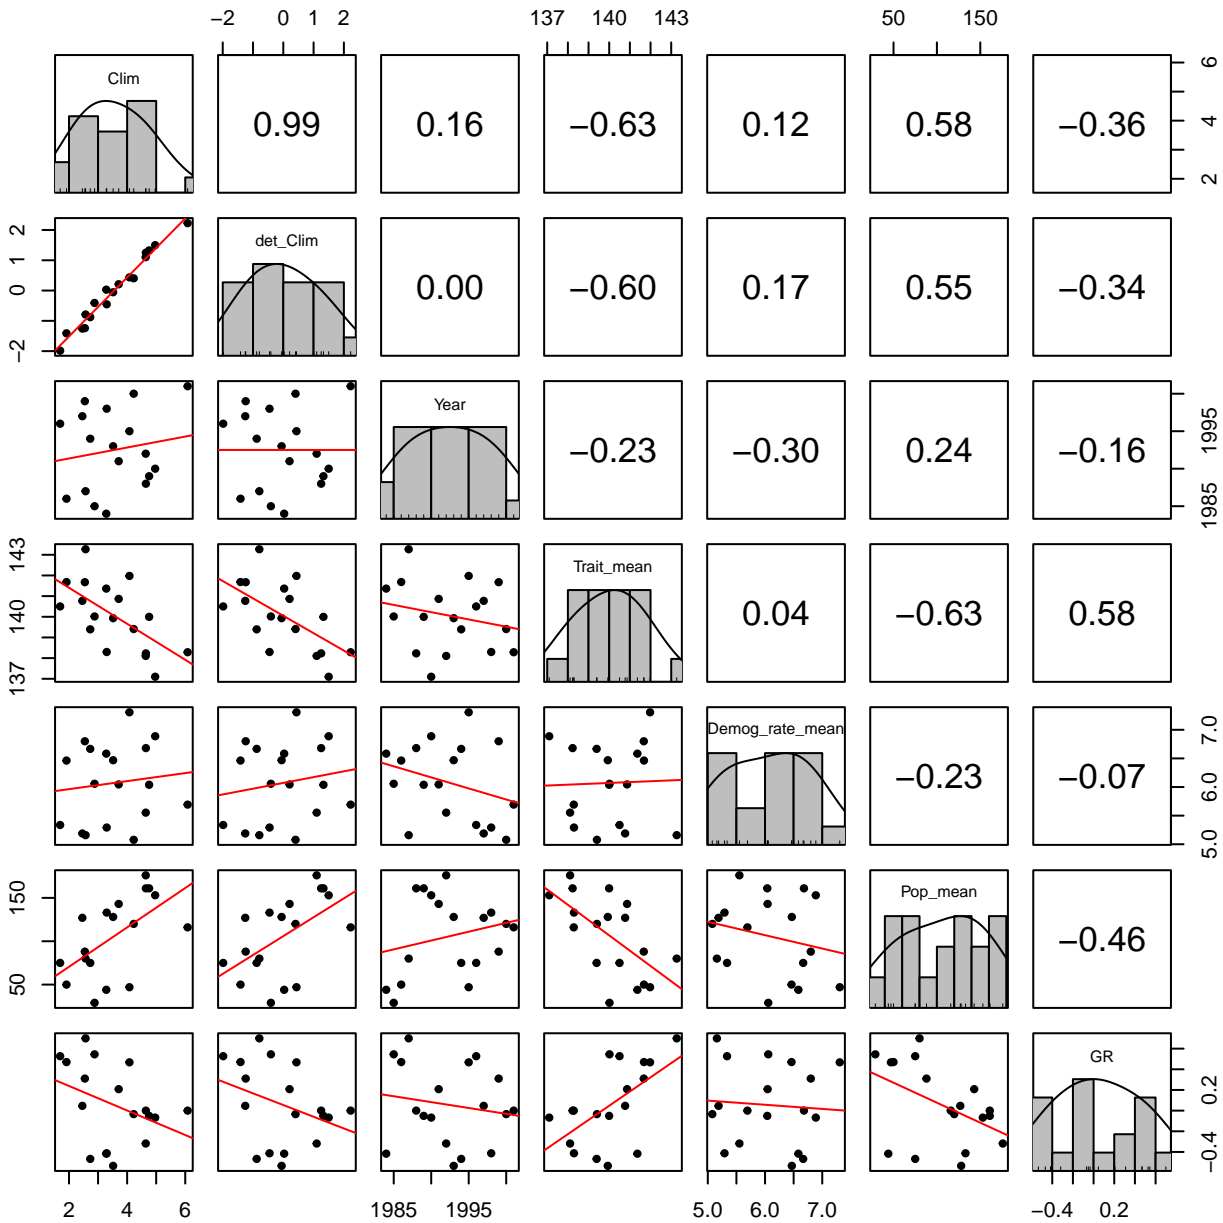 −2 0 1 2 137 140 143 50 150
Clim 0.99 0.16 −0.63 0.12 0.58 −0.36 2 4 6
−2 0 1 2 det_Clim 0.00 −0.60 0.17 0.55 −0.34
Year −0.23 −0.30 0.24 −0.16 1985 1995
137 140 143 Trait_mean 0.04 −0.63 0.58
Demog_rate_mean −0.23 −0.07 5.0 6.0 7.0
50 150 Pop_mean −0.46
GR −0.4 0.2
2 4 6 1985 1995 5.0 6.0 7.0 −0.4 0.2